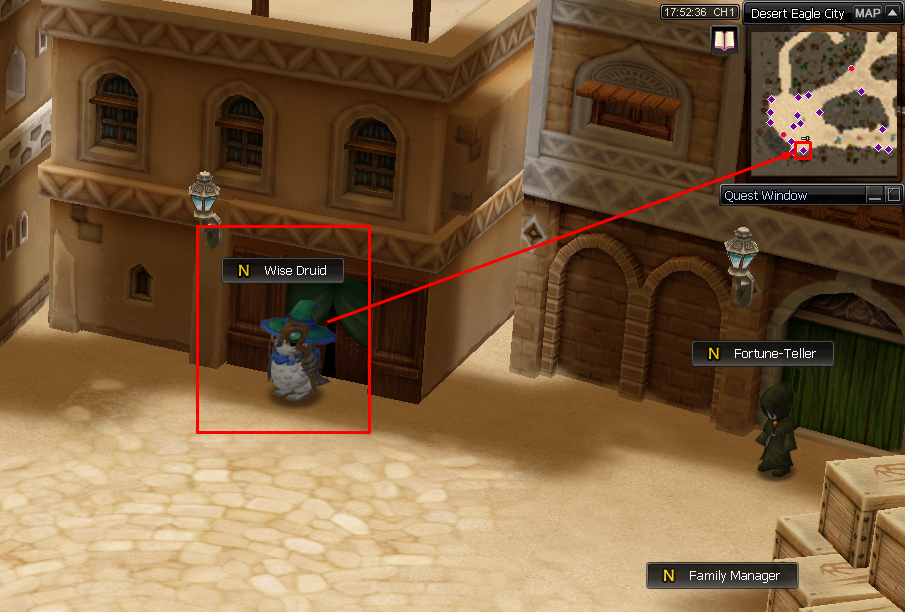 17:52:36 CH1
Desert Eagle City MAP
Quest Window
N Wise Druid
N Fortune-Teller
N Family Manager